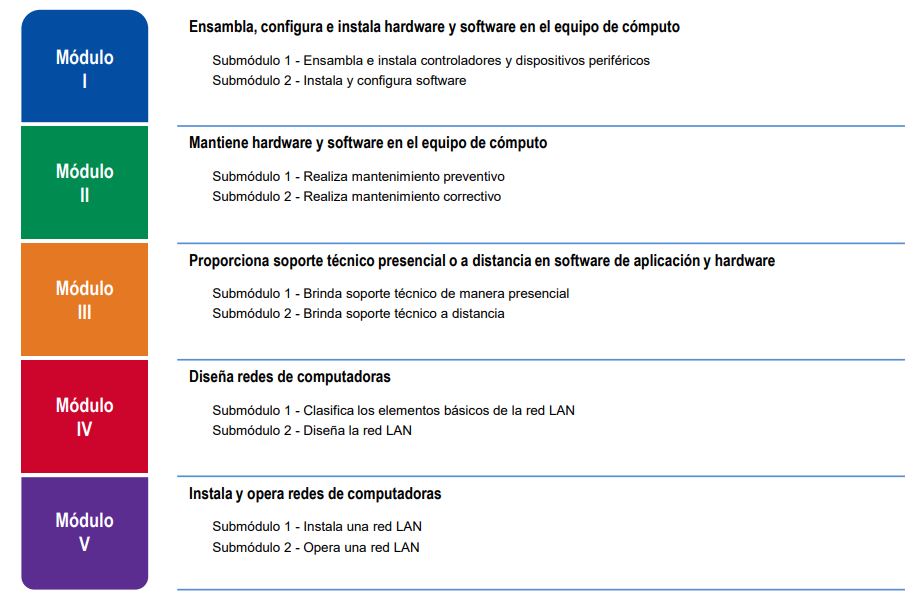 Módulo
I
Ensambla, configura e instala hardware y software en el equipo de cómputo
Submódulo 1 - Ensambla e instala controladores y dispositivos periféricos
Submódulo 2 - Instala y configura software
Módulo
II
Mantiene hardware y software en el equipo de cómputo
Submódulo 1 - Realiza mantenimiento preventivo
Submódulo 2 - Realiza mantenimiento correctivo
Módulo
III
Proporciona soporte técnico presencial o a distancia en software de aplicación y hardware
Submódulo 1 - Brinda soporte técnico de manera presencial
Submódulo 2 - Brinda soporte técnico a distancia
Módulo
IV
Diseña redes de computadoras
Submódulo 1 - Clasifica los elementos básicos de la red LAN
Submódulo 2 - Diseña la red LAN
Módulo
V
Instala y opera redes de computadoras
Submódulo 1 - Instala una red LAN
Submódulo 2 - Opera una red LAN